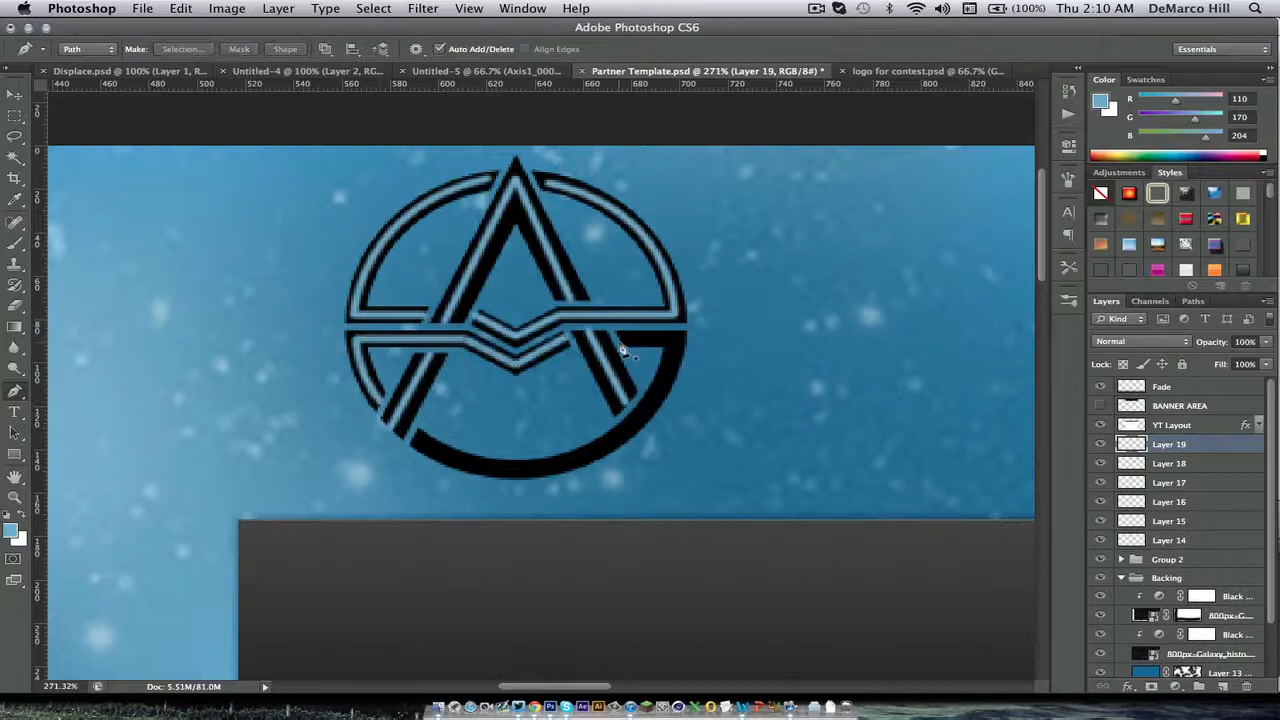 Photoshop File Edit Image Layer Type Select Filter View Window Help (100%) Thu 2:10 AM DeMarco Hill
Adobe Photoshop CS6
Path Make: Selection... Mask Shape Auto Add/Delete Align Edges Essentials
Displace.psd @ 100% (Layer 1, R... Untitled-4 @ 100% (Layer 2, RG... Untitled-5 @ 66.7% (Axis1_000... Partner Template.psd @ 271% (Layer 19, RGB/8#) * logo for contest.psd @ 66.7% (G...
440 460 480 500 520 540 560 580 600 620 640 660 680 700 720 740 760 780 800 820 840
Color Swatches
R 110
G 170
B 204
Adjustments Styles
Layers Channels Paths
Kind
Normal Opacity: 100%
Lock: Fill: 100%
Fade
BANNER AREA
YT Layout fx
Layer 19
Layer 18
Layer 17
Layer 16
Layer 15
Layer 14
Group 2
Backing
Black ...
800px-G...
Black ...
800px-Galaxy_histo...
Layer 13
271.32% Doc: 5.51M/81.0M